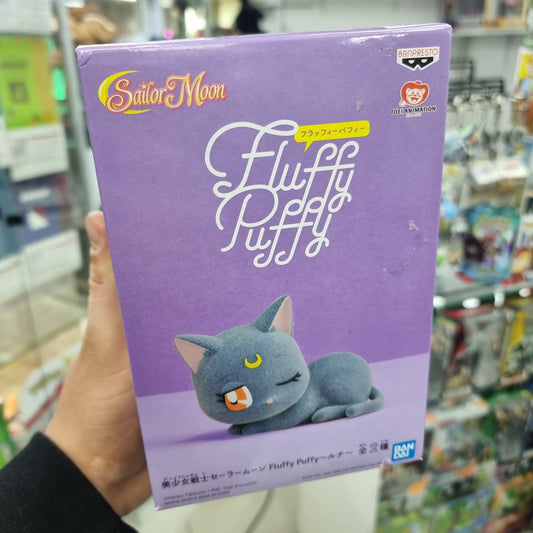 Sailor Moon
BANPRESTO
TOEI ANIMATION
フラッフィーパフィー
Fluffy
Puffy
美少女戦士セーラームーン Fluffy Puffy～ルナ～
BANDAI